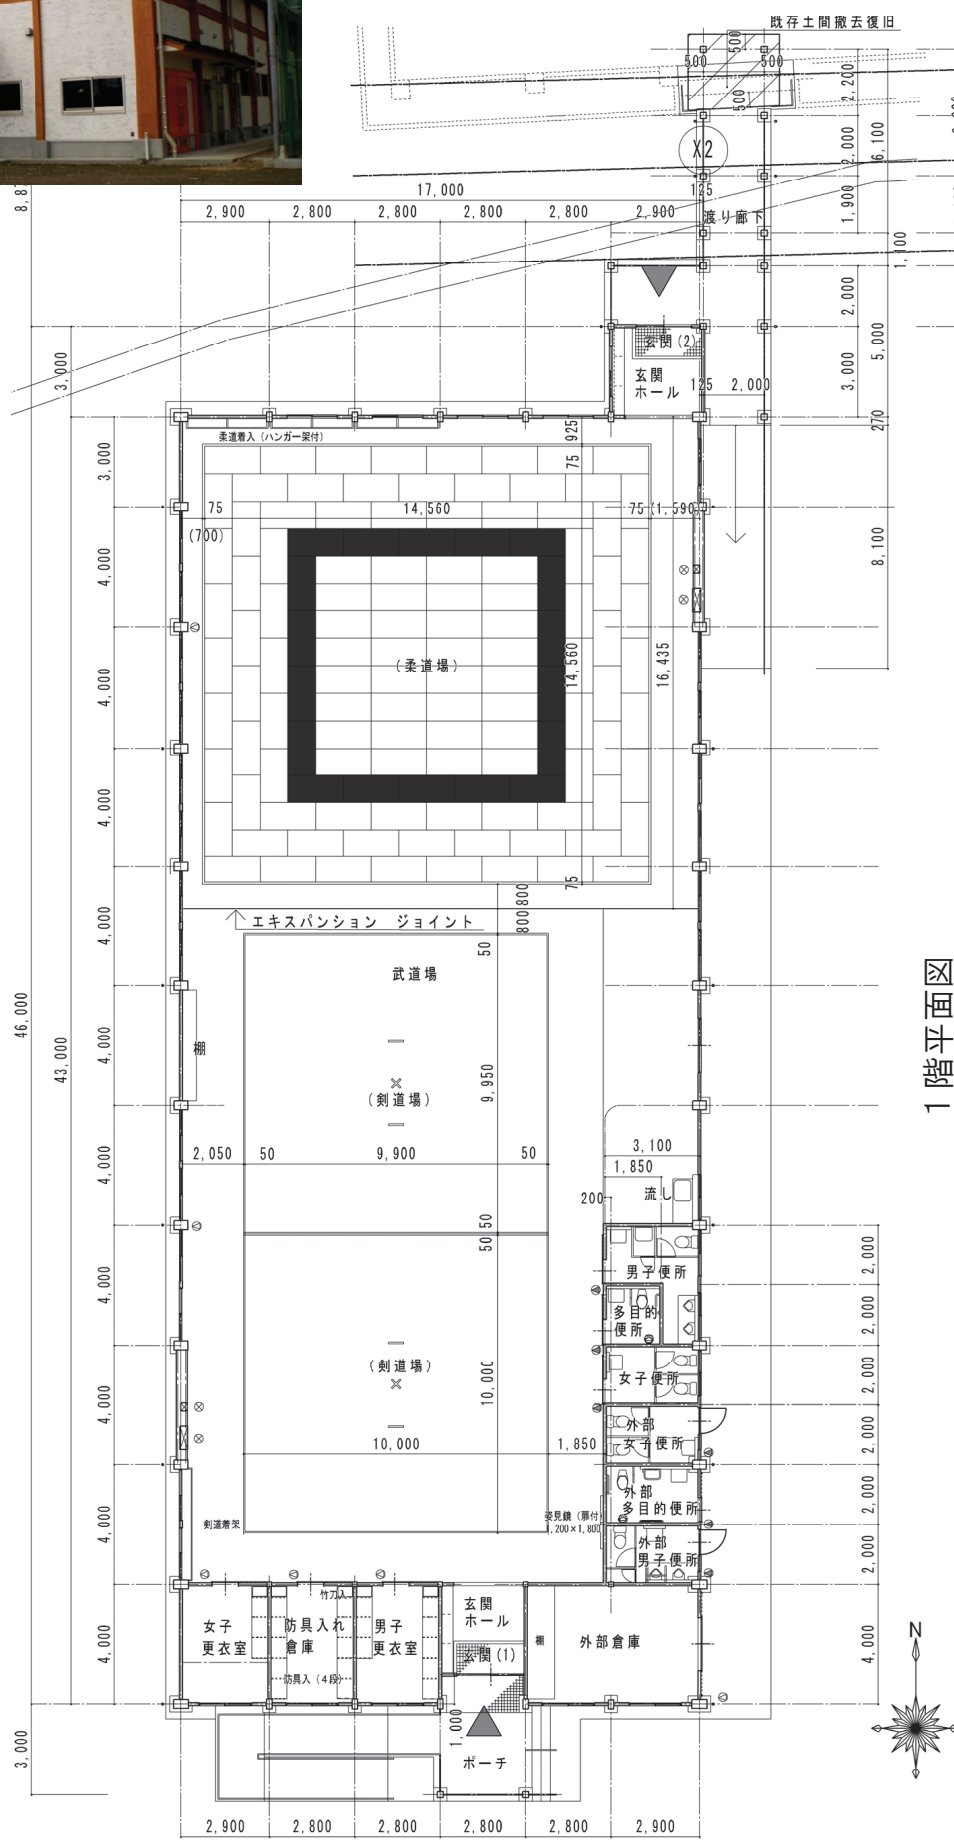 既存土間撤去復旧
500
500
500
500
2,200
2,000
6,100
X2
8,87
17,000
125
2,900
2,800
2,800
2,800
2,800
2,900
渡り廊下
1,900
1,100
2,000
5,000
3,000
玄関(2)
玄関
ホール
125
2,000
3,000
270
柔道着入（ハンガー架付）
925
75
3,000
75
14,560
75
(1,590)
(700)
4,000
8,100
(柔道場)
14,560
16,435
4,000
4,000
75
800
800
エキスパンション ジョイント
4,000
50
武道場
46,000
43,000
棚
4,000
9,950
(剣道場)
1階平面図
2,050
50
9,900
50
3,100
1,850
4,000
流し
200
50
50
男子便所
2,000
4,000
多目的
便所
2,000
(剣道場)
10,000
女子便所
2,000
4,000
10,000
1,850
外部
女子便所
2,000
外部
多目的便所
2,000
剣道着架
姿見鏡（扉付）
1,200×1,800
4,000
外部
男子便所
2,000
竹刀入
女子
更衣室
防具入れ
倉庫
男子
更衣室
玄関
ホール
玄関(1)
棚
外部倉庫
4,000
4,000
防具入（4段）
N
3,000
1,000
ポーチ
2,900
2,800
2,800
2,800
2,800
2,900